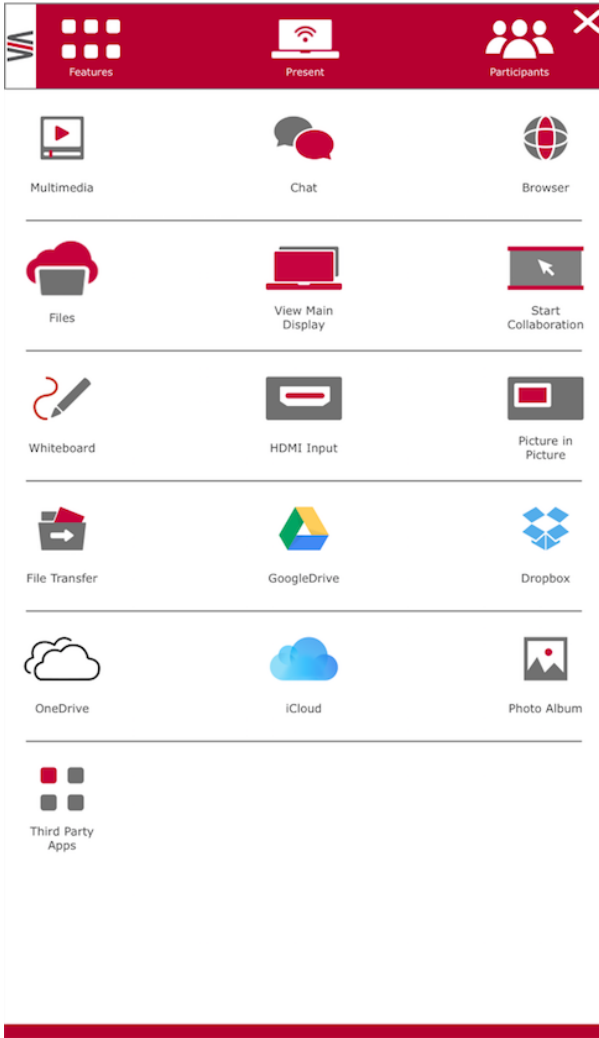 Features
Present
Participants
Multimedia
Chat
Browser
Files
View Main
Display
Start
Collaboration
Whiteboard
HDMI Input
Picture in
Picture
File Transfer
GoogleDrive
Dropbox
OneDrive
iCloud
Photo Album
Third Party
Apps